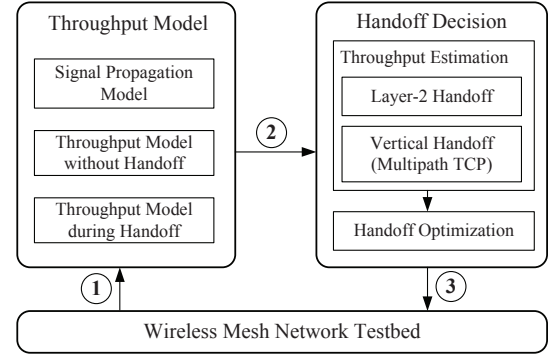 Throughput Model
Signal Propagation
Model
Throughput Model
without Handoff
Throughput Model
during Handoff
2
Handoff Decision
Throughput Estimation
Layer-2 Handoff
Vertical Handoff
(Multipath TCP)
Handoff Optimization
1
3
Wireless Mesh Network Testbed